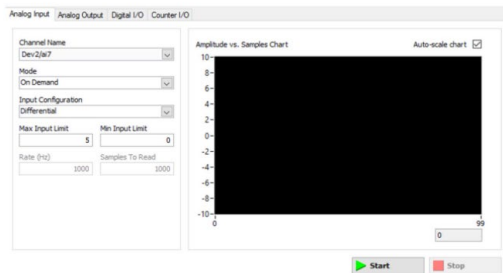 Analog Input Analog Output Digital I/O Counter I/O
Channel Name
Dev2/ai7
Mode
On Demand
Input Configuration
Differential
Max Input Limit Min Input Limit
5 0
Rate (Hz) Samples To Read
1000 1000
Amplitude vs. Samples Chart Auto-scale chart
10
8
6
4
2
0
-2
-4
-6
-8
-10
0 99
0
Start Stop